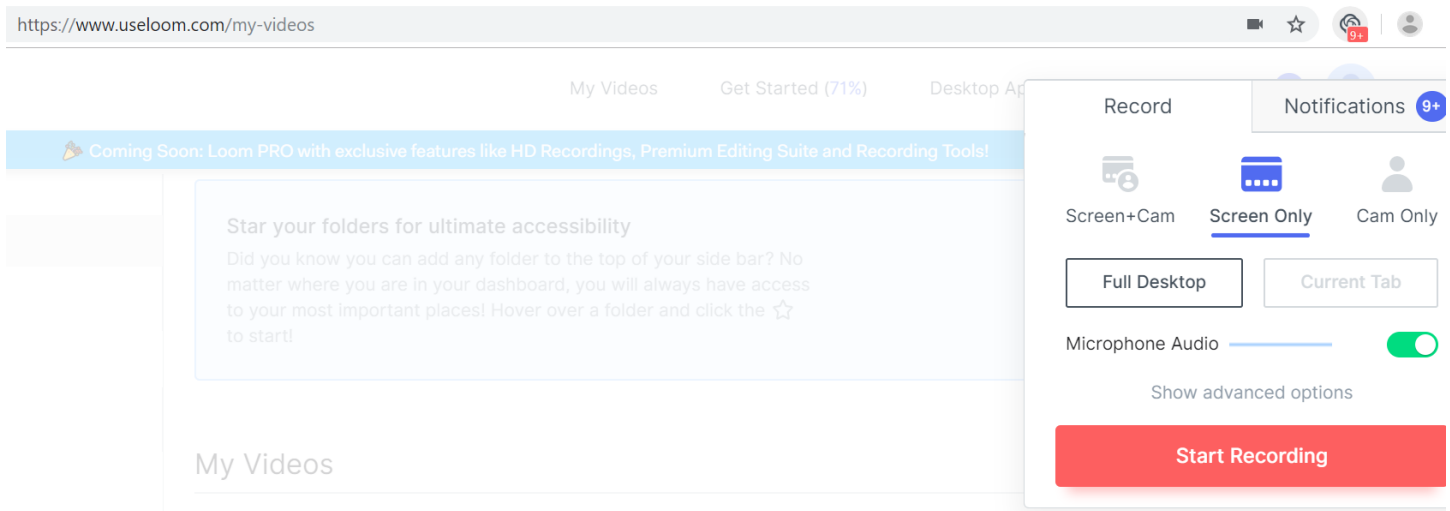 https://www.useloom.com/my-videos
9+
My Videos
Get Started (71%)
Desktop Ap
Record
Notifications 9+
Coming Soon: Loom PRO with exclusive features like HD Recordings, Premium Editing Suite and Recording Tools!
Screen+Cam
Screen Only
Cam Only
Star your folders for ultimate accessibility
Did you know you can add any folder to the top of your side bar? No
matter where you are in your dashboard, you will always have access
to your most important places! Hover over a folder and click the
to start!
Full Desktop
Current Tab
Microphone Audio
Show advanced options
Start Recording
My Videos